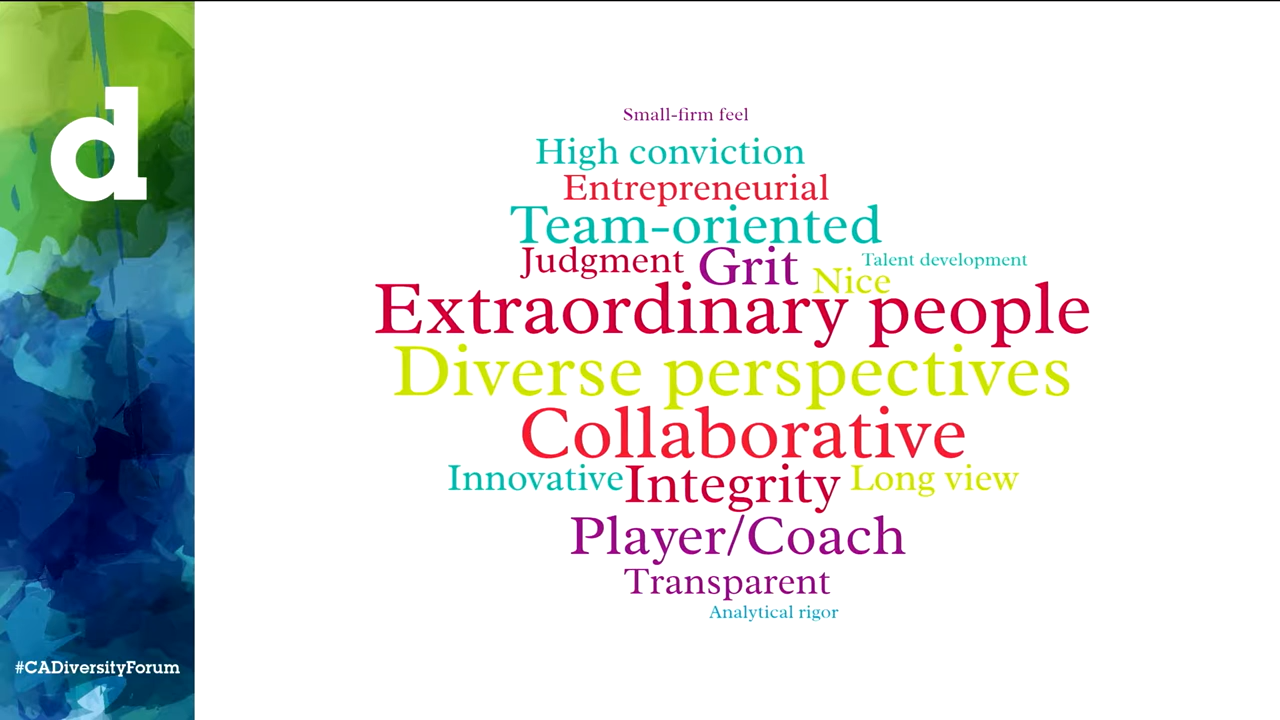 d
Small-firm feel
High conviction
Entrepreneurial
Team-oriented
Judgment Grit Nice Talent development
Extraordinary people
Diverse perspectives
Collaborative
Innovative Integrity Long view
Player/Coach
Transparent
Analytical rigor
#CADiversityForum